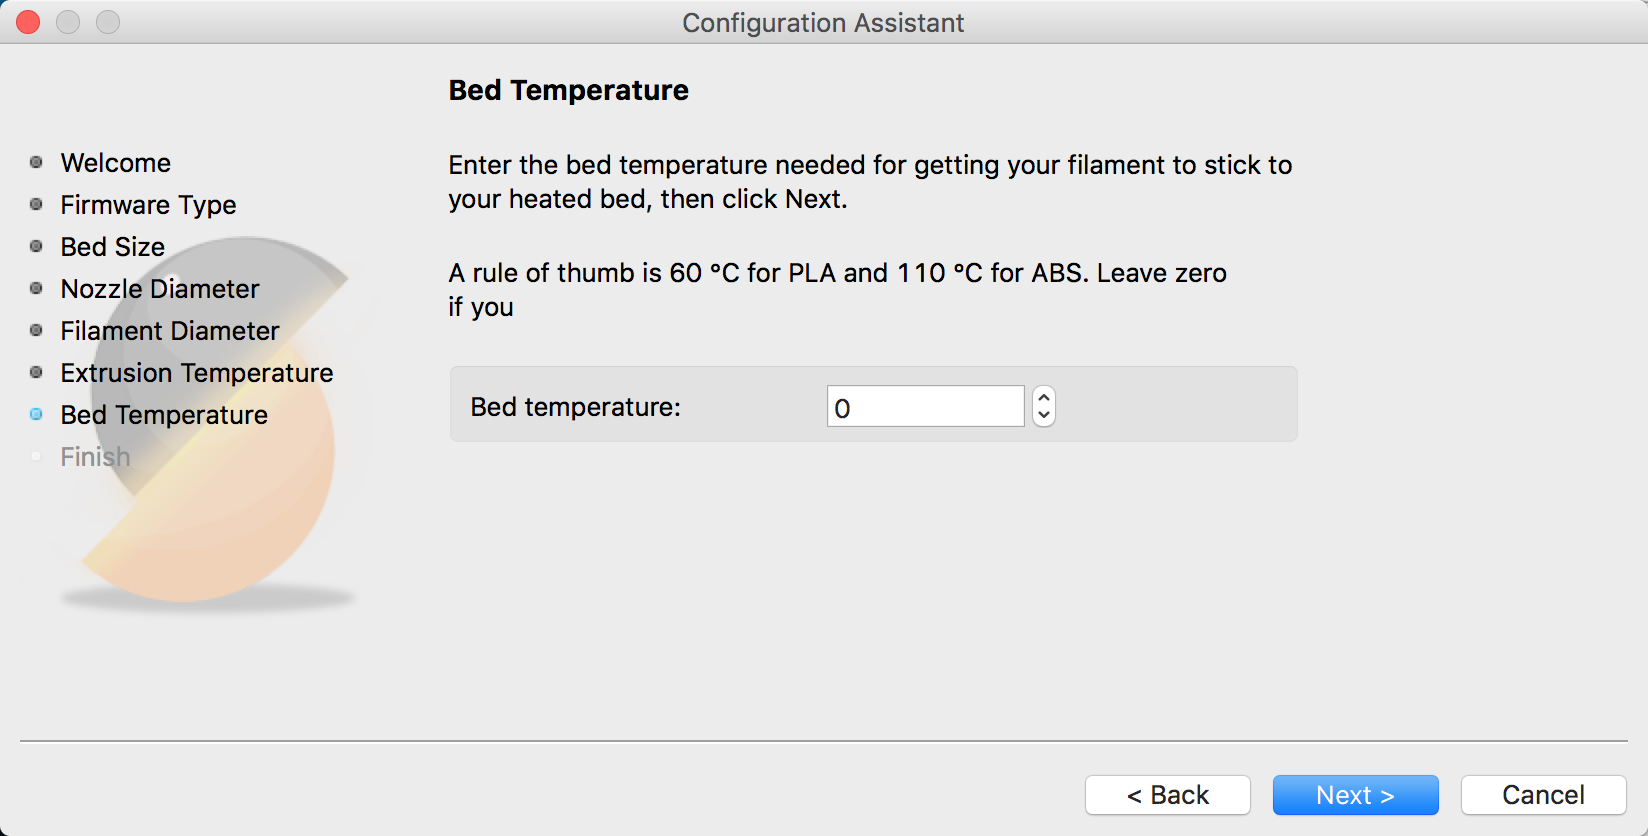 Configuration Assistant
Welcome
Firmware Type
Bed Size
Nozzle Diameter
Filament Diameter
Extrusion Temperature
Bed Temperature
Finish
Bed Temperature
Enter the bed temperature needed for getting your filament to stick to
your heated bed, then click Next.
A rule of thumb is 60 °C for PLA and 110 °C for ABS. Leave zero
if you
Bed temperature: 0
< Back Next > Cancel